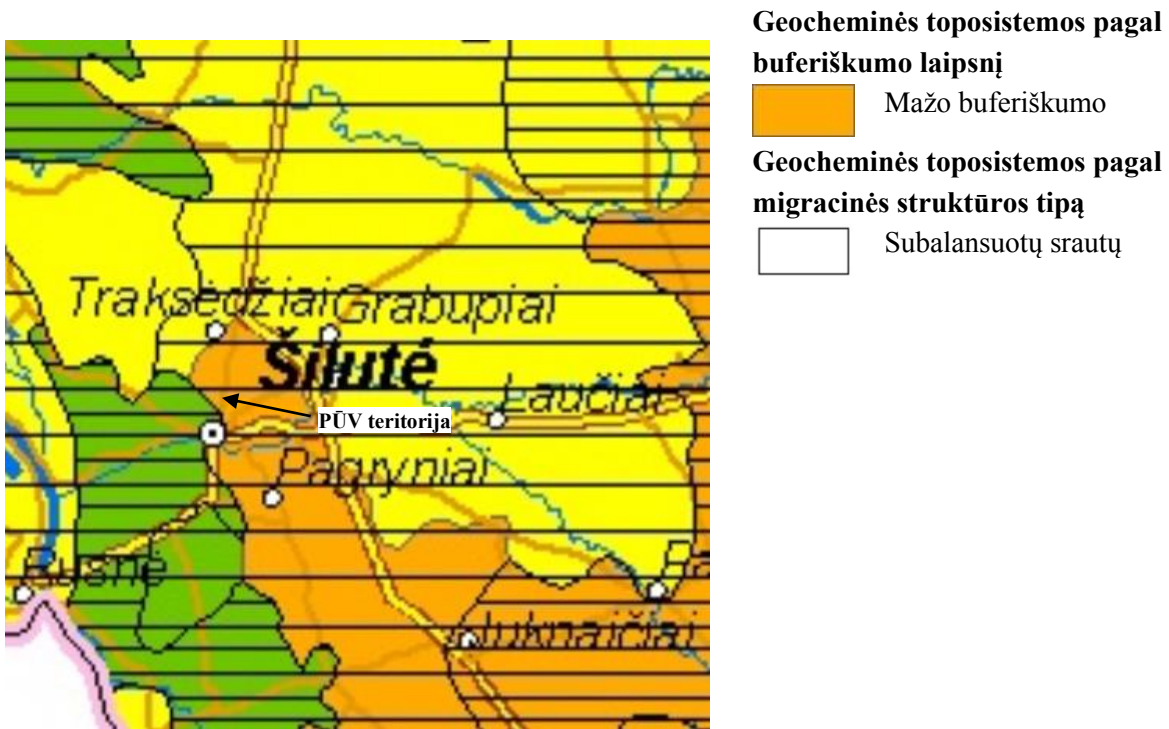 Geocheminės toposistemos pagal
buferiškumo laipsnį
Mažo buferiškumo
Geocheminės toposistemos pagal
migracinės struktūros tipą
Subalansuotų srautų
Traksėdžiai
Grabupiai
Šilutė
Laučiai
PŪV teritorija
Pagryniai
Rusnė
Juknaičiai